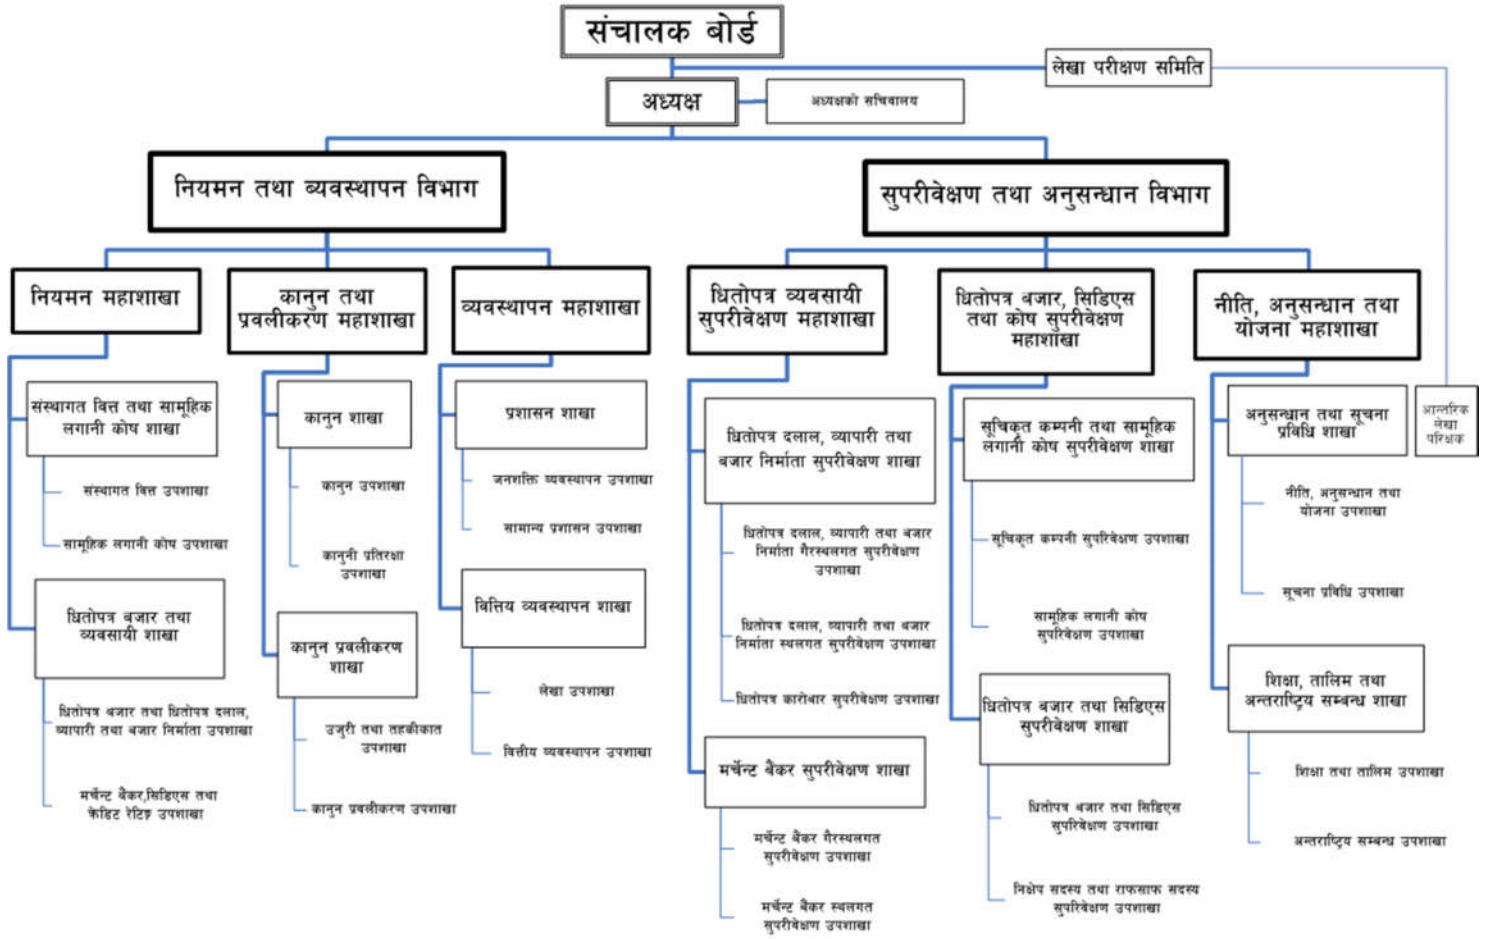 संचालक बोर्ड
लेखा परीक्षण समिति
अध्यक्ष
अध्यक्षको सचिवालय
नियमन तथा ब्यवस्थापन विभाग
सुपरीवेक्षण तथा अनुसन्धान विभाग
नियमन महाशाखा
कानुन तथा
प्रवलीकरण महाशाखा
व्यवस्थापन महाशाखा
धितोपत्र व्यवसायी
सुपरीवेक्षण महाशाखा
धितोपत्र बजार, सिडिएस
तथा कोष सुपरीवेक्षण
महाशाखा
नीति, अनुसन्धान तथा
योजना महाशाखा
संस्थागत वित्त तथा सामूहिक
लगानी कोष शाखा
संस्थागत वित्त उपशाखा
सामूहिक लगानी कोष उपशाखा
धितोपत्र बजार तथा
व्यवसायी शाखा
धितोपत्र बजार तथा धितोपत्र दलाल,
व्यापारी तथा बजार निर्माता उपशाखा
मर्चेन्ट बैंकर,सिडिएस तथा
क्रेडिट रेटिङ्ग उपशाखा
कानुन शाखा
कानुन उपशाखा
कानुनी प्रतिरक्षा
उपशाखा
कानुन प्रवलीकरण
शाखा
उजुरी तथा तहकीकात
उपशाखा
कानुन प्रवलीकरण उपशाखा
प्रशासन शाखा
जनशक्ति व्यवस्थापन उपशाखा
सामान्य प्रशासन उपशाखा
वित्तिय व्यवस्थापन शाखा
लेखा उपशाखा
वित्तीय व्यवस्थापन उपशाखा
धितोपत्र दलाल, व्यापारी तथा
बजार निर्माता सुपरीवेक्षण शाखा
धितोपत्र दलाल, व्यापारी तथा बजार
निर्माता गैरस्थलगत सुपरीवेक्षण
उपशाखा
धितोपत्र दलाल, व्यापारी तथा बजार
निर्माता स्थलगत सुपरीवेक्षण उपशाखा
धितोपत्र कारोबार सुपरीवेक्षण उपशाखा
मर्चेन्ट बैंकर सुपरीवेक्षण शाखा
मर्चेन्ट बैंकर गैरस्थलगत
सुपरीवेक्षण उपशाखा
मर्चेन्ट बैंकर स्थलगत
सुपरीवेक्षण उपशाखा
सूचिकृत कम्पनी तथा सामूहिक
लगानी कोष सुपरीवेक्षण शाखा
सूचिकृत कम्पनी सुपरिवेक्षण उपशाखा
सामूहिक लगानी कोष
सुपरिवेक्षण उपशाखा
धितोपत्र बजार तथा सिडिएस
सुपरीवेक्षण शाखा
धितोपत्र बजार तथा सिडिएस
सुपरिवेक्षण उपशाखा
निक्षेप सदस्य तथा राफसाफ सदस्य
सुपरिवेक्षण उपशाखा
अनुसन्धान तथा सूचना
प्रविधि शाखा
नीति, अनुसन्धान तथा
योजना उपशाखा
सूचना प्रविधि उपशाखा
शिक्षा, तालिम तथा
अन्तराष्ट्रिय सम्बन्ध शाखा
शिक्षा तथा तालिम उपशाखा
अन्तराष्ट्रिय सम्बन्ध उपशाखा
आन्तरिक
लेखा
परिक्षक